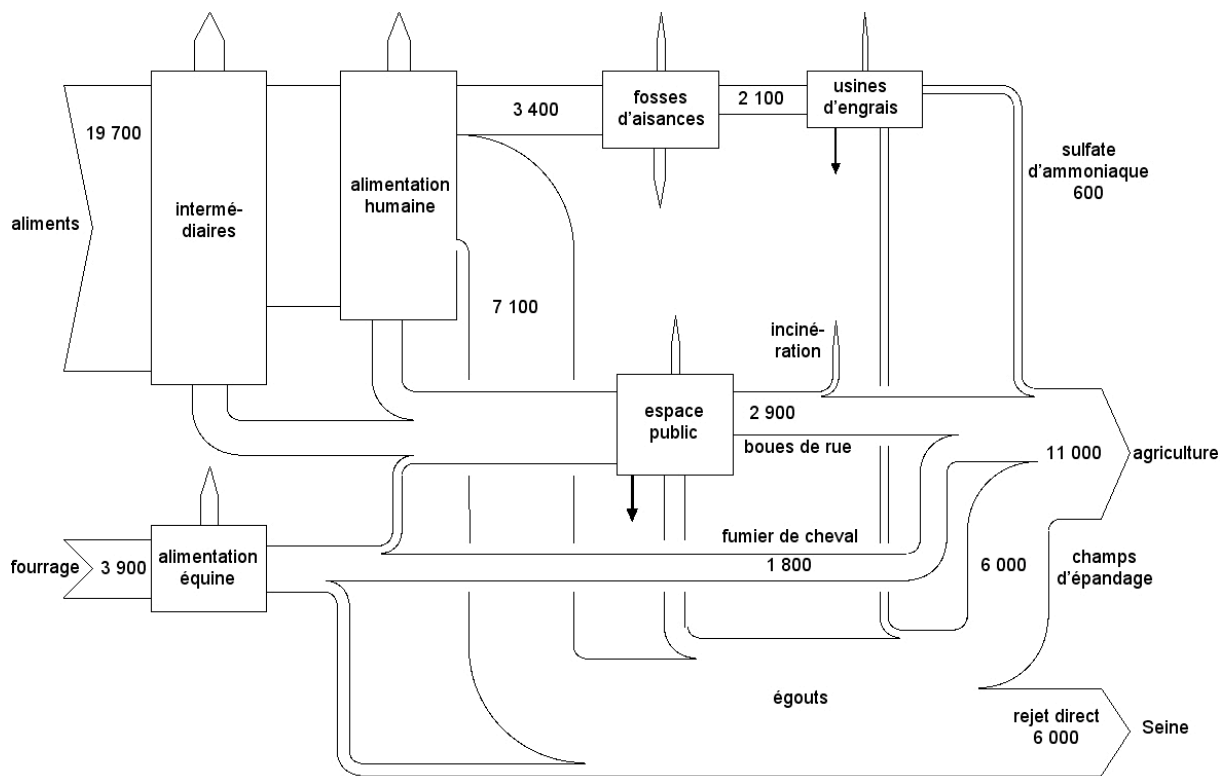 fosses
d'aisances
3 400
2 100
usines
d'engrais
19 700
sulfate
d'ammoniaque
600
alimentation
humaine
intermé-
diaires
aliments
7 100
inciné-
ration
espace
public
2 900
boues de rue
11 000
agriculture
fumier de cheval
1 800
fourrage
3 900
alimentation
équine
6 000
champs
d'épandage
égouts
rejet direct
6 000
Seine